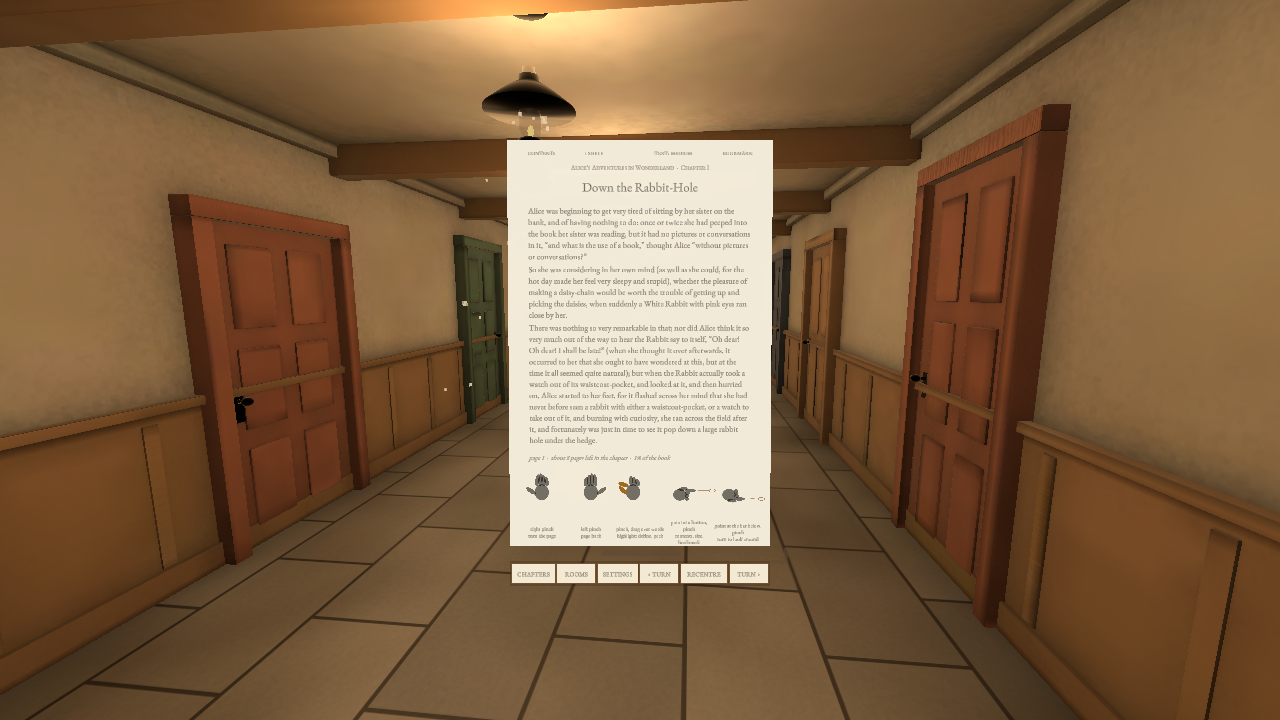 ALICE'S ADVENTURES IN WONDERLAND · CHAPTER I
Down the Rabbit-Hole
Alice was beginning to get very tired of sitting by her sister on the
bank, and of having nothing to do: once or twice she had peeped into
the book her sister was reading, but it had no pictures or conversations
in it, "and what is the use of a book," thought Alice "without pictures
or conversations?"
So she was considering in her own mind (as well as she could, for the
hot day made her feel very sleepy and stupid), whether the pleasure of
making a daisy-chain would be worth the trouble of getting up and
picking the daisies, when suddenly a White Rabbit with pink eyes ran
close by her.
There was nothing so very remarkable in that; nor did Alice think it so
very much out of the way to hear the Rabbit say to itself, "Oh dear!
Oh dear! I shall be late!" (when she thought it over afterwards, it
occurred to her that she ought to have wondered at this, but at the
time it all seemed quite natural); but when the Rabbit actually took a
watch out of its waistcoat-pocket, and looked at it, and then hurried
on, Alice started to her feet, for it flashed across her mind that she had
never before seen a rabbit with either a waistcoat-pocket, or a watch to
take out of it, and burning with curiosity, she ran across the field after
it, and fortunately was just in time to see it pop down a large rabbit
hole under the hedge.
page 1 · about 8 pages left in the chapter · 1% of the book
right pinch
turn the page
left pinch
page back
CHAPTERS
ROOMS
SETTINGS
‹ TURN
RECENTRE
TURN ›